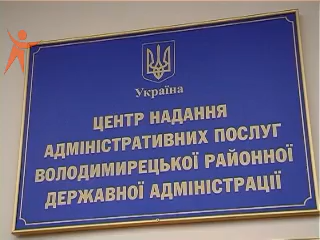 Україна
ЦЕНТР НАДАННЯ
АДМІНІСТРАТИВНИХ ПОСЛУГ
ВОЛОДИМИРЕЦЬКОЇ РАЙОННОЇ
ДЕРЖАВНОЇ АДМІНІСТРАЦІЇ